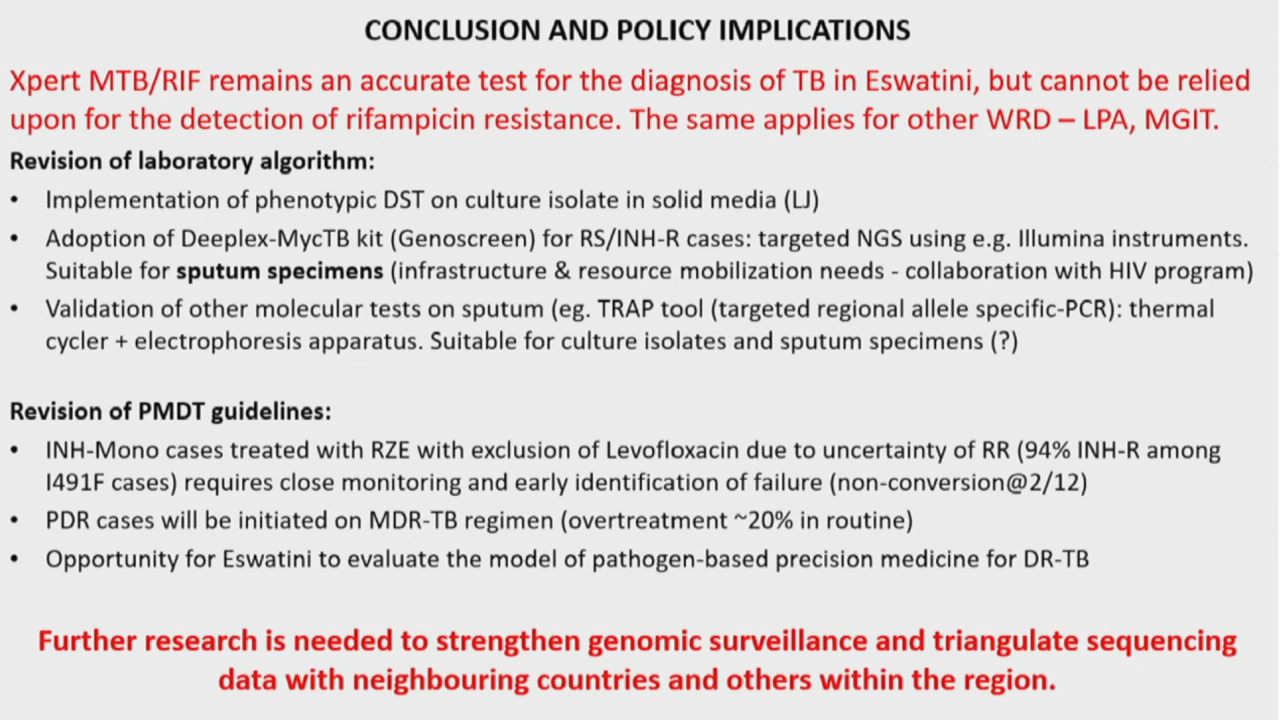 CONCLUSION AND POLICY IMPLICATIONS
Xpert MTB/RIF remains an accurate test for the diagnosis of TB in Eswatini, but cannot be relied
upon for the detection of rifampicin resistance. The same applies for other WRD – LPA, MGIT.
Revision of laboratory algorithm:
• Implementation of phenotypic DST on culture isolate in solid media (LJ)
• Adoption of Deeplex-MycTB kit (Genoscreen) for RS/INH-R cases: targeted NGS using e.g. Illumina instruments.
Suitable for sputum specimens (infrastructure & resource mobilization needs - collaboration with HIV program)
• Validation of other molecular tests on sputum (eg. TRAP tool (targeted regional allele specific-PCR): thermal
cycler + electrophoresis apparatus. Suitable for culture isolates and sputum specimens (?)
Revision of PMDT guidelines:
• INH-Mono cases treated with RZE with exclusion of Levofloxacin due to uncertainty of RR (94% INH-R among
I491F cases) requires close monitoring and early identification of failure (non-conversion@2/12)
• PDR cases will be initiated on MDR-TB regimen (overtreatment ~20% in routine)
• Opportunity for Eswatini to evaluate the model of pathogen-based precision medicine for DR-TB
Further research is needed to strengthen genomic surveillance and triangulate sequencing
data with neighbouring countries and others within the region.